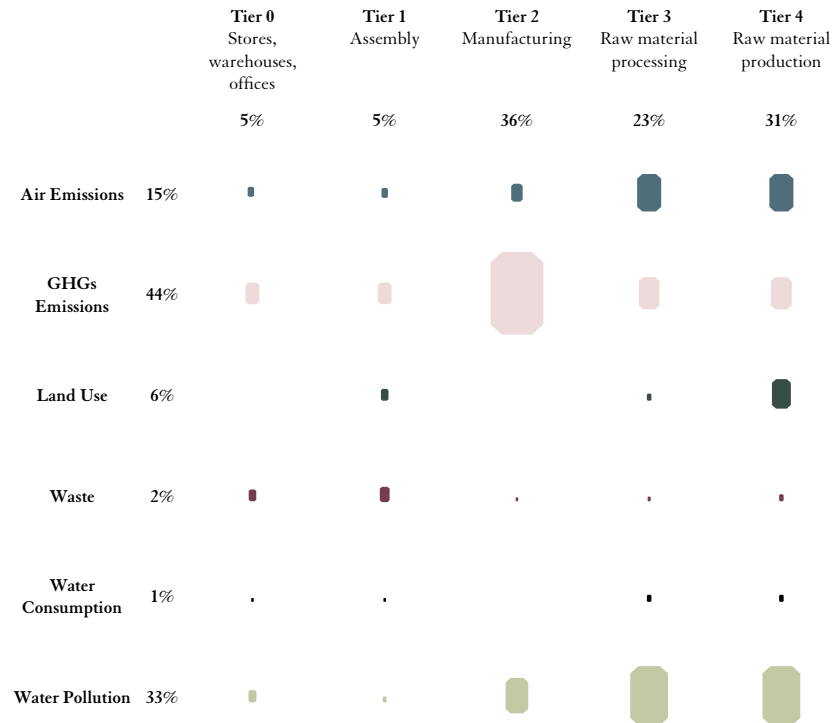 Tier 0 Tier 1 Tier 2 Tier 3 Tier 4
Stores, Assembly Manufacturing Raw material Raw material
warehouses, processing production
offices
5% 5% 36% 23% 31%
Air Emissions 15%
GHGs
Emissions 44%
Land Use 6%
Waste 2%
Water
Consumption 1%
Water Pollution 33%